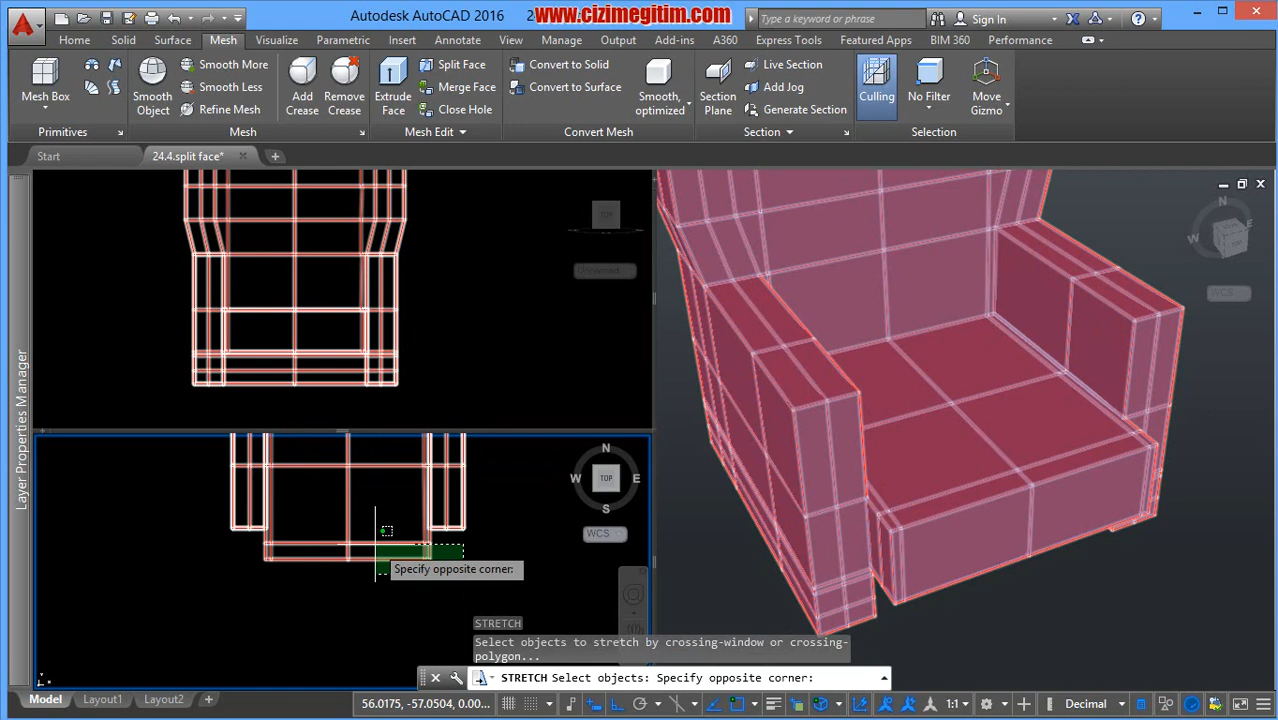 Autodesk AutoCAD 2016 2
www.cizimegitim.com
Type a keyword or phrase
Sign In
Home Solid Surface Mesh Visualize Parametric Insert Annotate View Manage Output Add-ins A360 Express Tools Featured Apps BIM 360 Performance
Mesh Box
Primitives
Smooth Object
Smooth More
Smooth Less
Refine Mesh
Mesh
Add Crease
Remove Crease
Extrude Face
Split Face
Merge Face
Close Hole
Mesh Edit
Convert to Solid
Convert to Surface
Smooth, optimized
Convert Mesh
Section Plane
Live Section
Add Jog
Generate Section
Section
Culling
No Filter
Move Gizmo
Selection
Start
24.4.split face*
Layer Properties Manager
TOP
Unnamed
N
W
E
WCS
N
W TOP E
S
WCS
Specify opposite corner:
STRETCH
Select objects to stretch by crossing-window or crossing-
polygon...
STRETCH Select objects: Specify opposite corner:
Model Layout1 Layout2
56.0175, -57.0504, 0.00...
1:1
Decimal